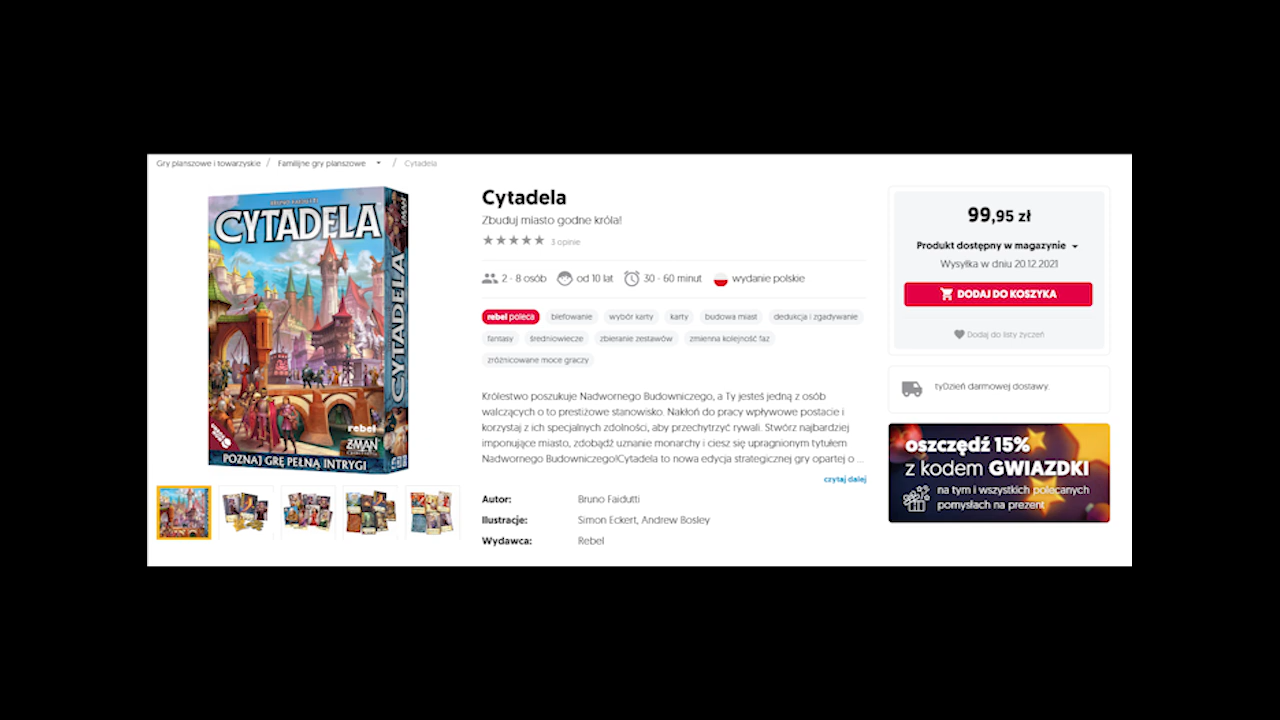 Gry planszowe i towarzyskie / Familijne gry planszowe / Cytadela
BRUNO FAIDUTTI
CYTADELA
CYTADELA
rebel
ZMAN
POZNAJ GRĘ PEŁNĄ INTRYGI
Cytadela
Zbuduj miasto godne króla!
3 opinie
2 - 8 osób od 10 lat 30 - 60 minut wydanie polskie
rebel poleca blefowanie wybór karty karty budowa miast dedukcja i zgadywanie
fantasy średniowiecze zbieranie zestawów zmienna kolejność faz
zróżnicowane moce graczy
Królestwo poszukuje Nadwornego Budowniczego, a Ty jesteś jedną z osób
walczących o to prestiżowe stanowisko. Nakłoń do pracy wpływowe postacie i
korzystaj z ich specjalnych zdolności, aby przechytrzyć rywali. Stwórz najbardziej
imponujące miasto, zdobądź uznanie monarchy i ciesz się upragnionym tytułem
Nadwornego Budowniczego!Cytadela to nowa edycja strategicznej gry opartej o ...
czytaj dalej
Autor: Bruno Faidutti
Ilustracje: Simon Eckert, Andrew Bosley
Wydawca: Rebel
99,95 zł
Produkt dostępny w magazynie
Wysyłka w dniu 20.12.2021
DODAJ DO KOSZYKA
Dodaj do listy życzeń
tyDzień darmowej dostawy.
oszczędź 15%
z kodem GWIAZDKI
na tym i wszystkich polecanych
pomysłach na prezent